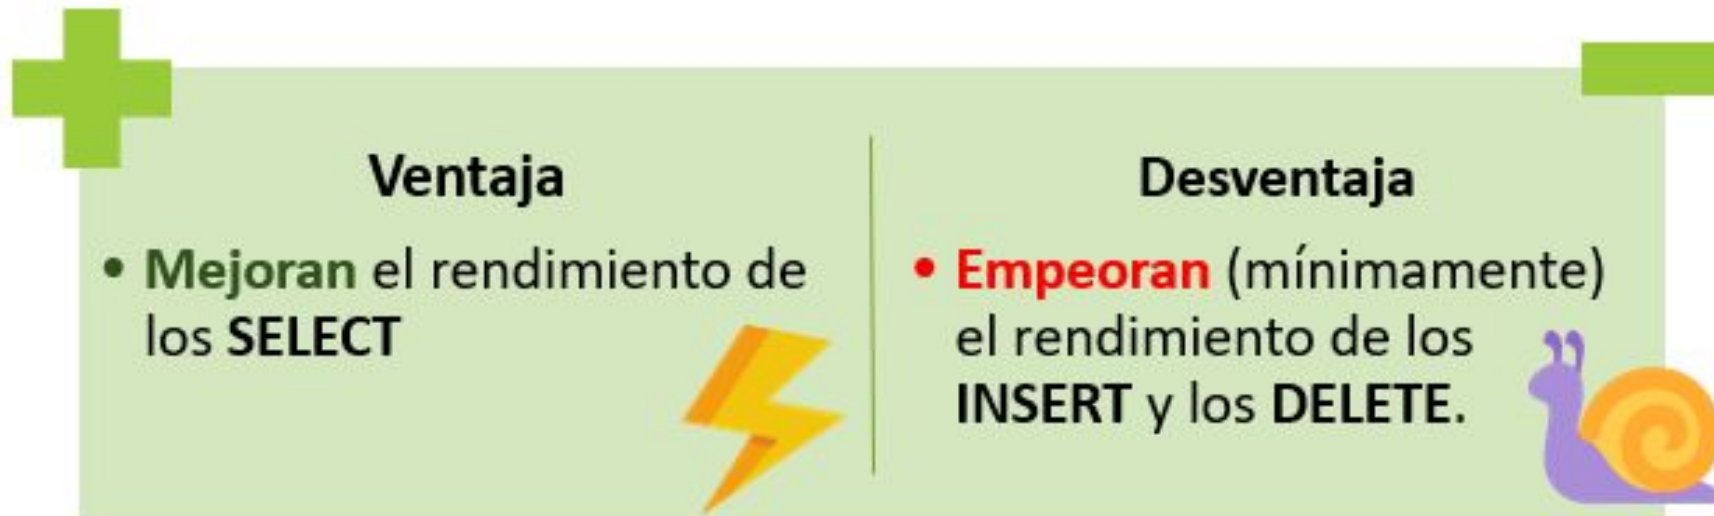 Ventaja
• Mejoran el rendimiento de
los SELECT
Desventaja
• Empeoran (mínimamente)
el rendimiento de los
INSERT y los DELETE.